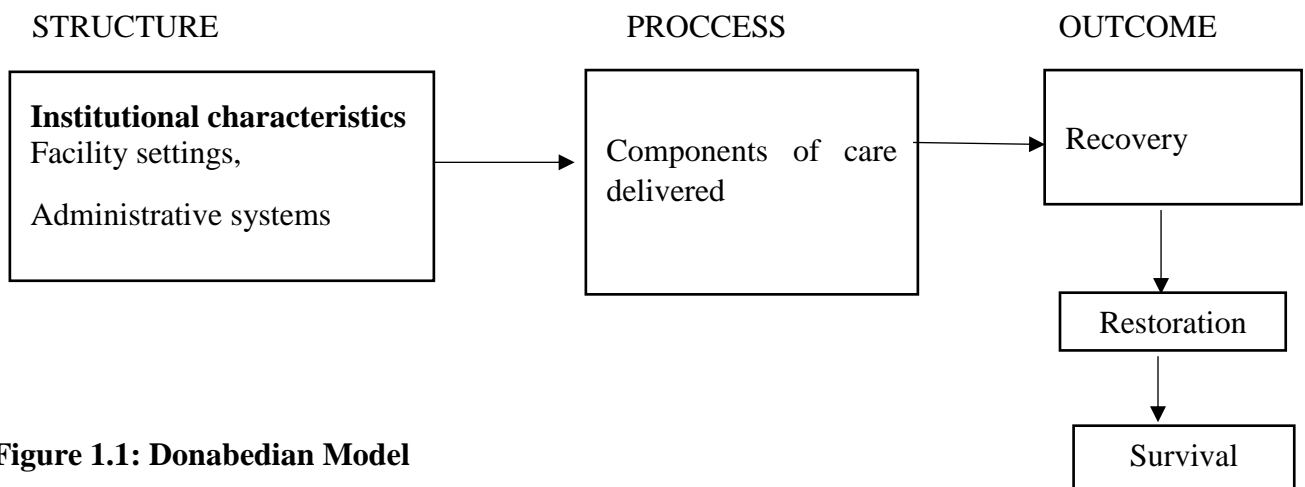 STRUCTURE
PROCCESS
OUTCOME
Institutional characteristics
Facility settings,
Administrative systems
Components of care
delivered
Recovery
Restoration
Survival
Figure 1.1: Donabedian Model